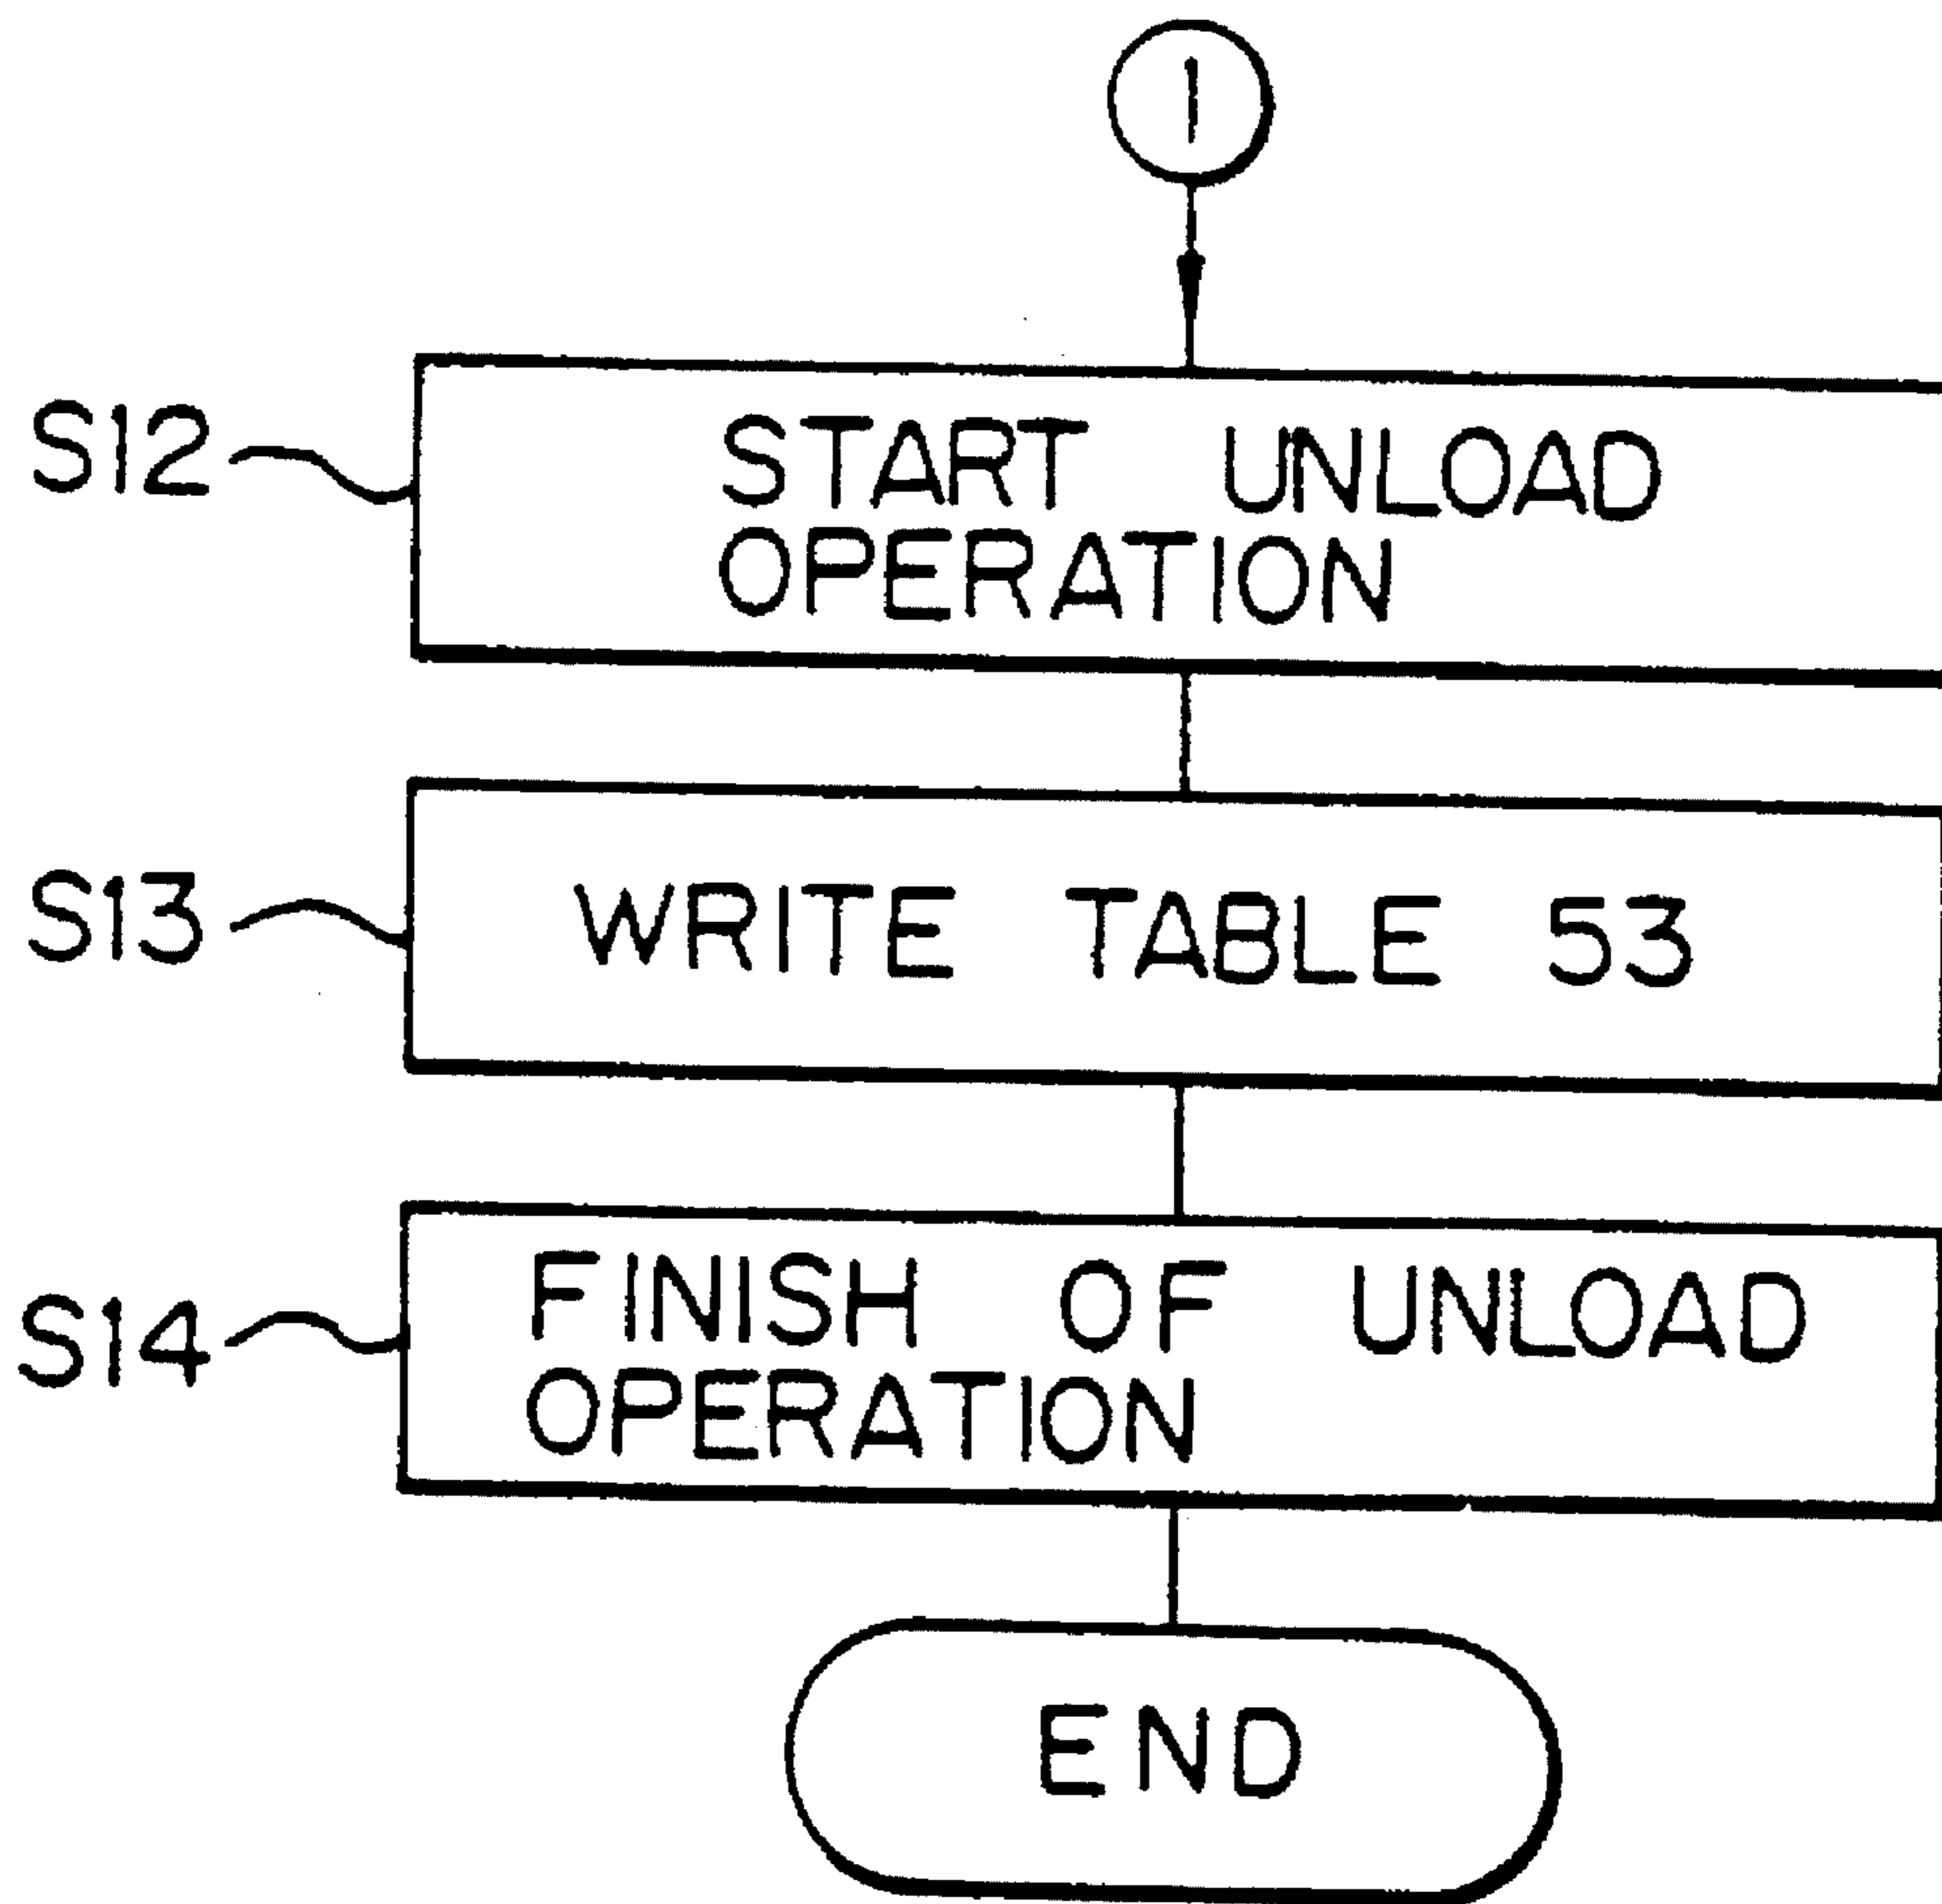 1
S12
START UNLOAD
OPERATION
S13
WRITE TABLE 53
S14
FINISH OF UNLOAD
OPERATION
END